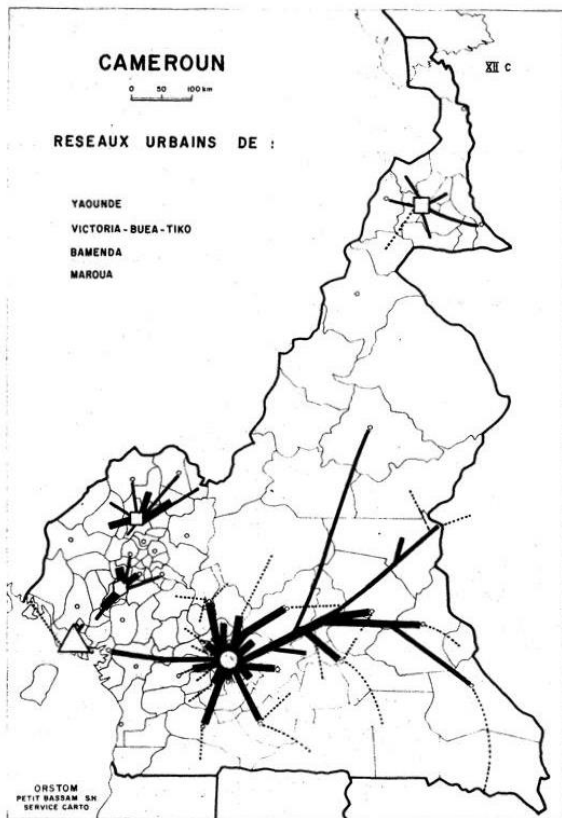 CAMEROUN
XII C
0 50 100 km
RESEAUX URBAINS DE :
YAOUNDE
VICTORIA - BUEA - TIKO
BAMENDA
MAROUA
ORSTOM
PETIT BASSAM S.H.
SERVICE CARTO